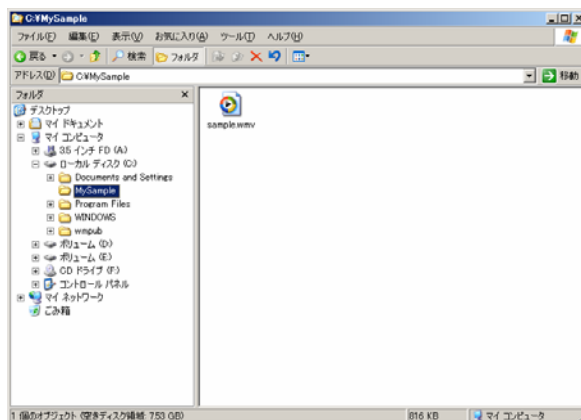 C:¥MySample
ファイル(F) 編集(E) 表示(V) お気に入り(A) ツール(T) ヘルプ(H)
戻る 検索 フォルダ
アドレス(D) C:¥MySample 移動
フォルダ ×
デスクトップ
マイ ドキュメント
マイ コンピュータ
3.5 インチ FD (A:)
ローカル ディスク (C:)
Documents and Settings
MySample
Program Files
WINDOWS
wmpub
ボリューム (D:)
ボリューム (E:)
CD ドライブ (F:)
コントロール パネル
マイ ネットワーク
ごみ箱
sample.wmv
1 個のオブジェクト (空きディスク領域: 7.53 GB) 816 KB マイ コンピュータ